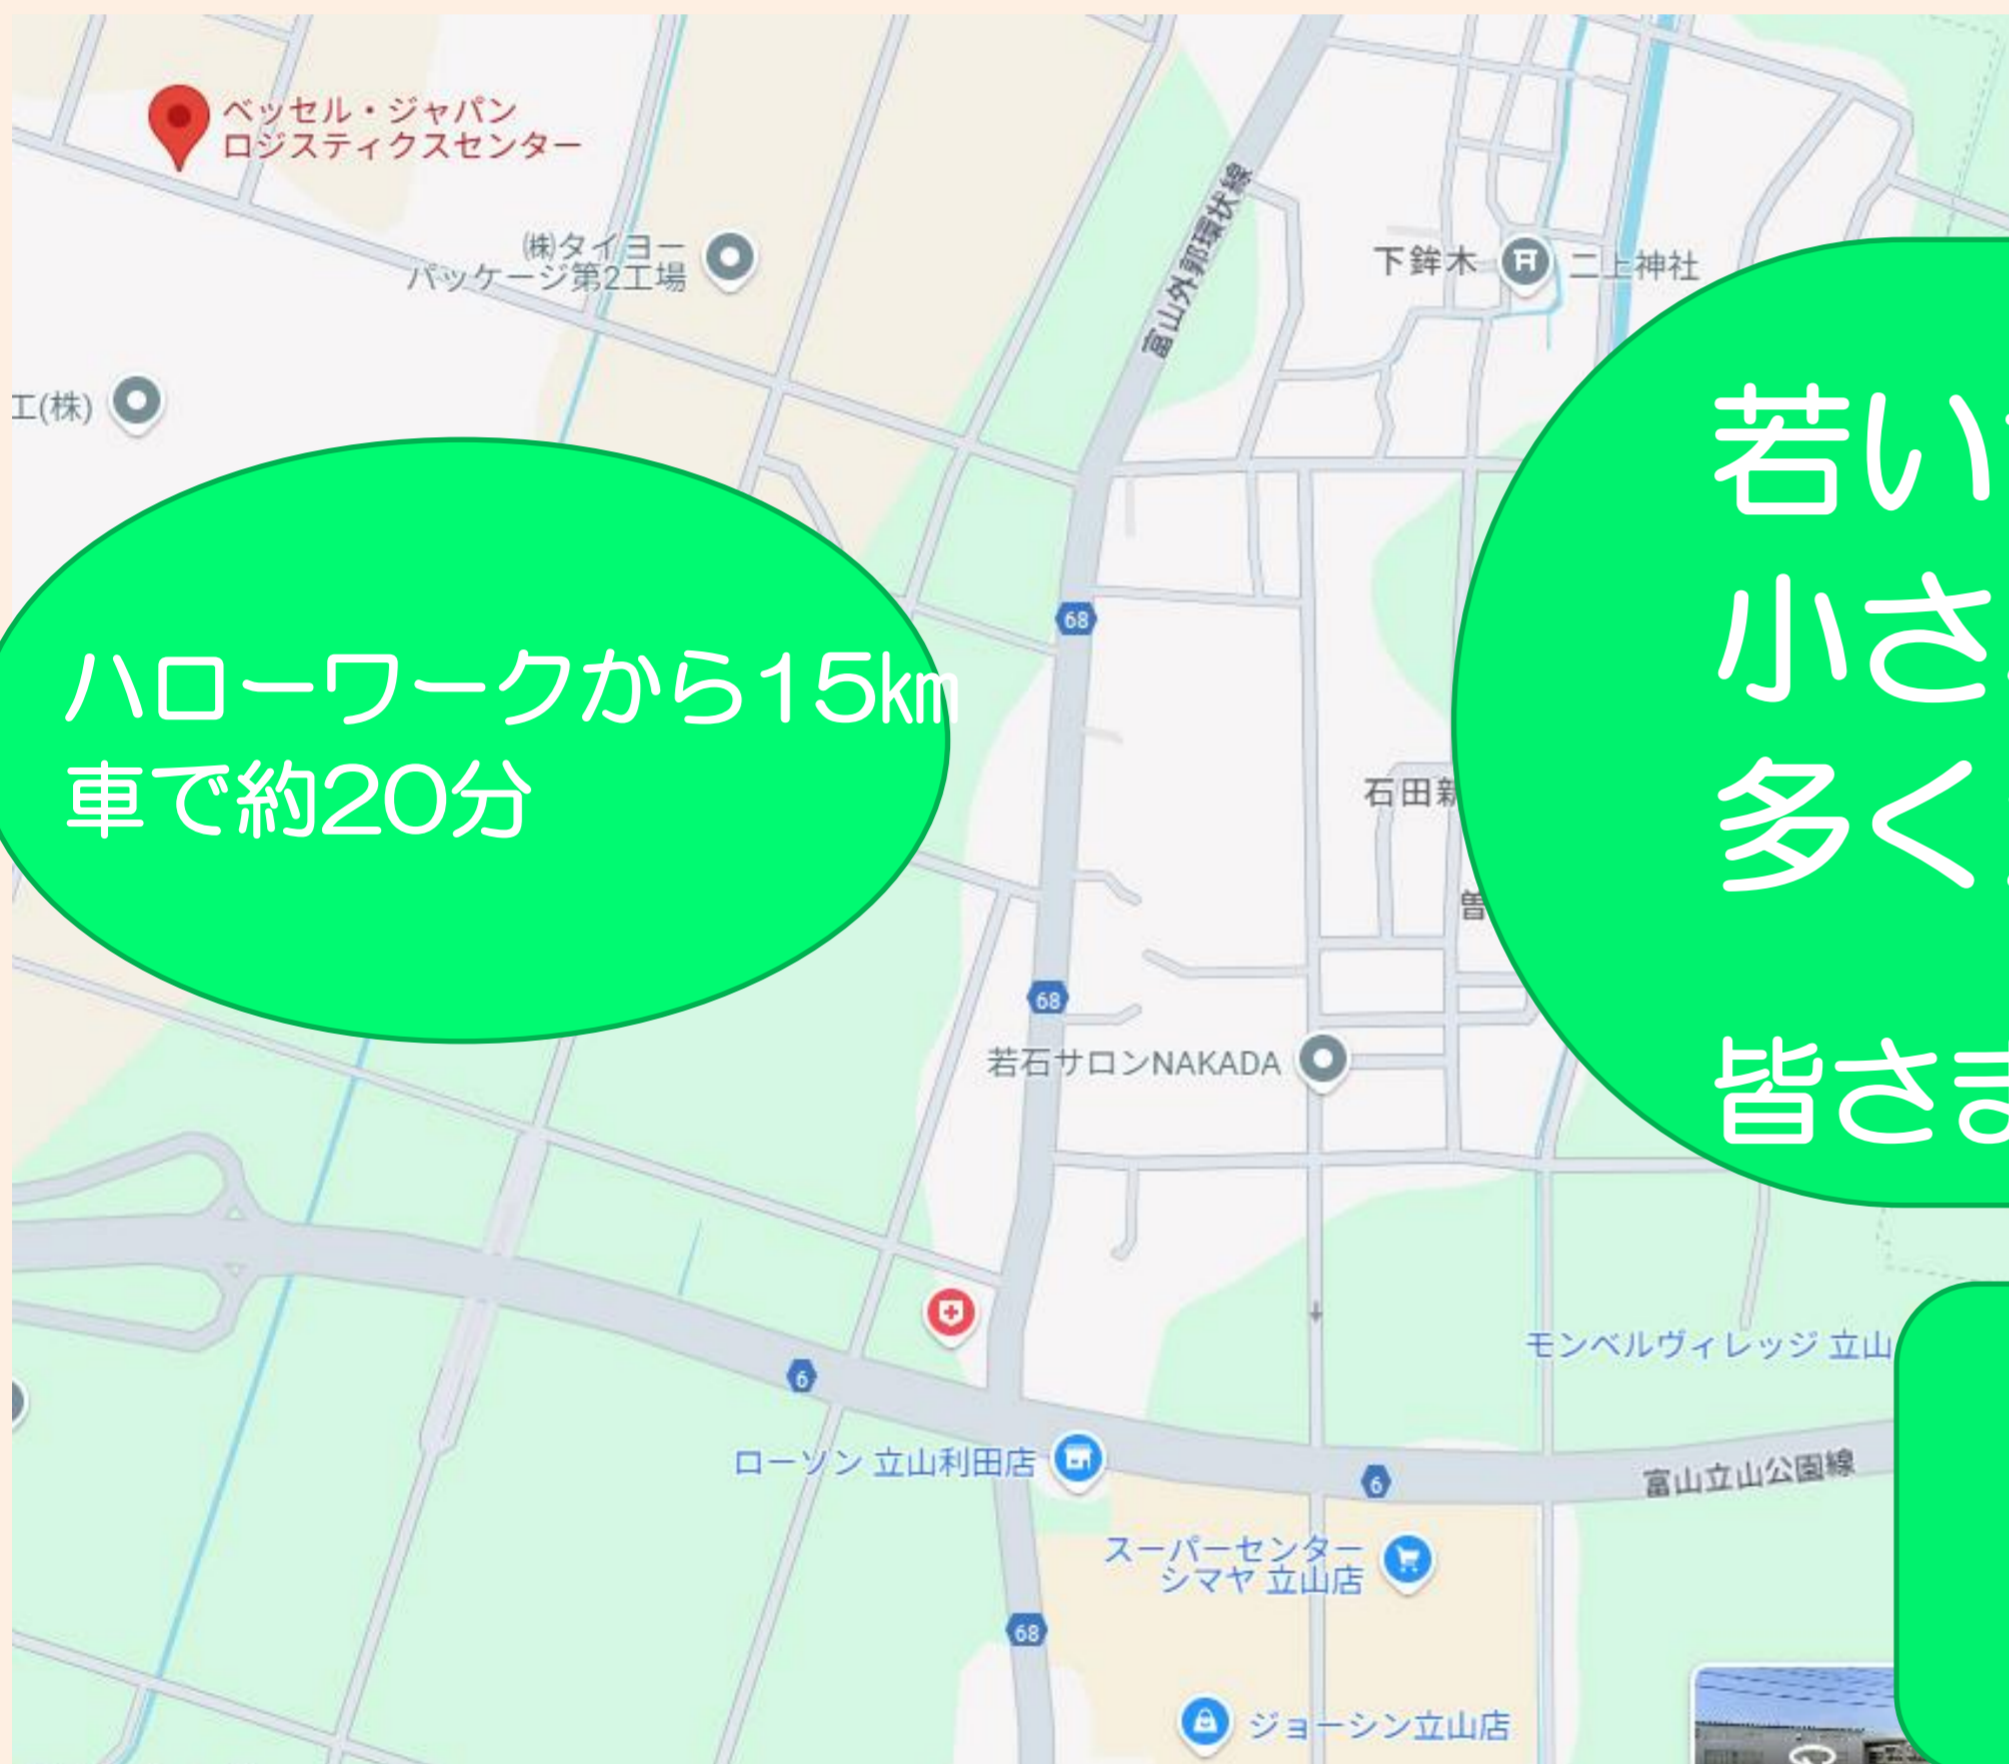 ベッセル・ジャパン
ロジスティクスセンター
㈱タイヨー
パッケージ第2工場
富山外郭環状線
下鉾木
二上神社
工(株)
若い
小さ
多く
皆さま
ハローワークから15㎞
車で約20分
68
石田新
曽
68
若石サロンNAKADA
モンベルヴィレッジ 立山
6
ローソン 立山利田店
6
富山立山公園線
スーパーセンター
シマヤ 立山店
68
ジョーシン立山店